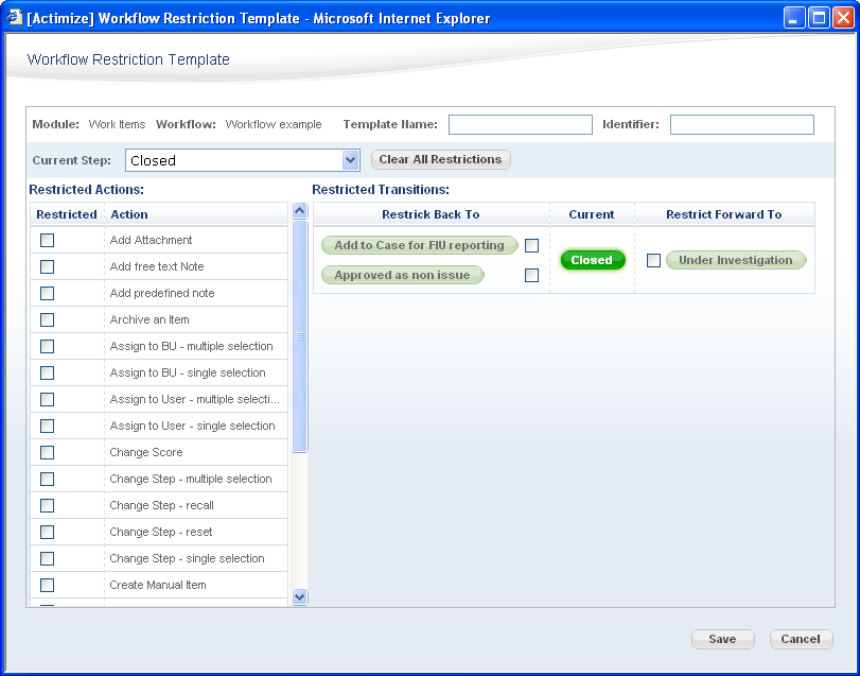 [Actimize] Workflow Restriction Template - Microsoft Internet Explorer
Workflow Restriction Template
Module: Work Items Workflow: Workflow example Template Name: Identifier:
Current Step: Closed Clear All Restrictions
Restricted Actions: Restricted Transitions:
Restricted Action Restrick Back To Current Restrict Forward To
Add Attachment
Add to Case for FIU reporting
Closed Under Investigation
Add free text Note
Approved as non issue
Add predefined note
Archive an Item
Assign to BU - multiple selection
Assign to BU - single selection
Assign to User - multiple selecti...
Assign to User - single selection
Change Score
Change Step - multiple selection
Change Step - recall
Change Step - reset
Change Step - single selection
Create Manual Item
Save Cancel